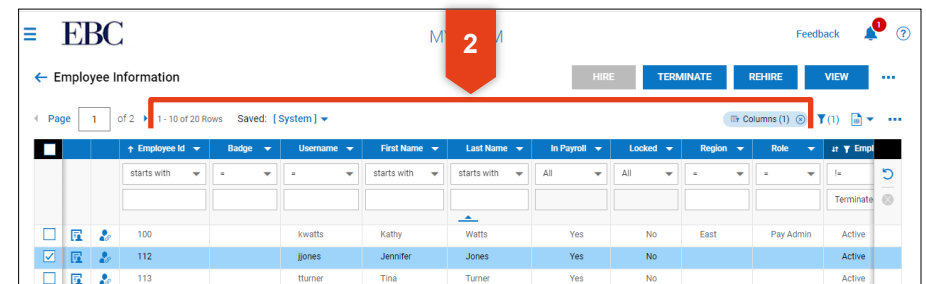 EBC
M M
2
Feedback
1
?
Employee Information
HIRE TERMINATE REHIRE VIEW
Page 1 of 2 1 - 10 of 20 Rows Saved: [ System ] Columns (1) (1)
Employee Id Badge Username First Name Last Name In Payroll Locked Region Role Empl
starts with = = starts with starts with All All = = !=
Terminate
100 kwatts Kathy Watts Yes No East Pay Admin Active
112 jjones Jennifer Jones Yes No Active
113 tturner Tina Turner Yes No Active